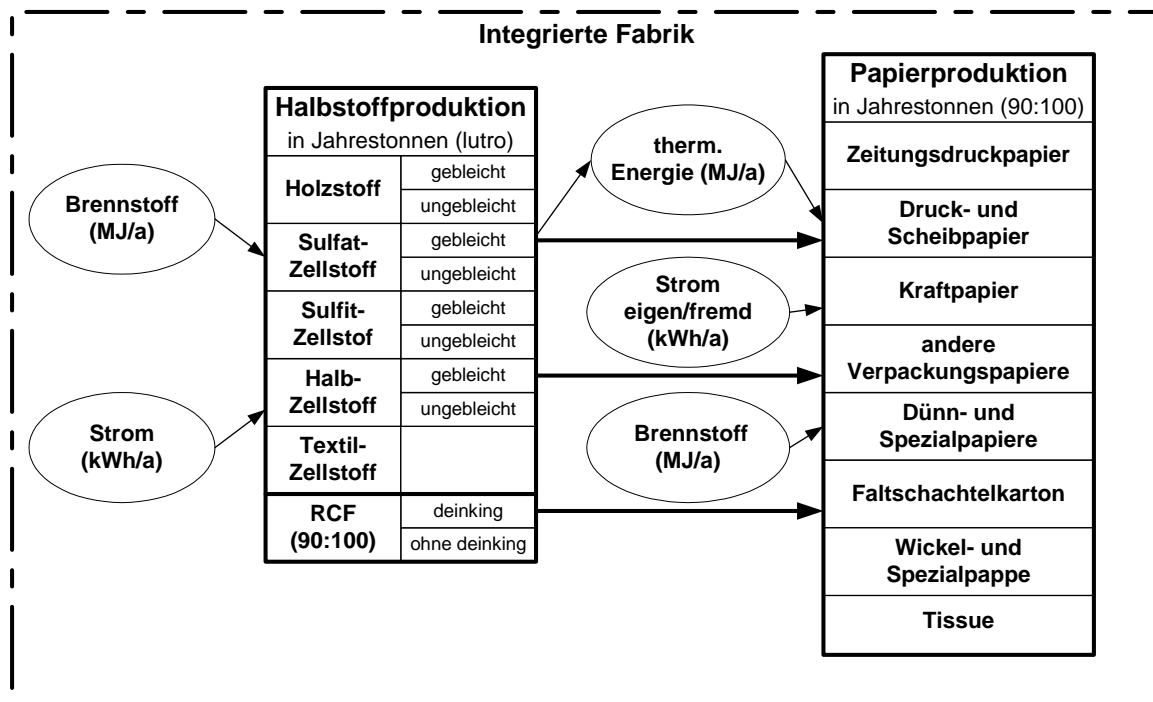 Integrierte Fabrik
Brennstoff
(MJ/a)
Strom
(kWh/a)
Halbstoffproduktion
in Jahrestonnen (lutro)
Holzstoff
gebleicht
ungebleicht
Sulfat-
Zellstoff
gebleicht
ungebleicht
Sulfit-
Zellstof
gebleicht
ungebleicht
Halb-
Zellstoff
gebleicht
ungebleicht
Textil-
Zellstoff
RCF
(90:100)
deinking
ohne deinking
therm.
Energie (MJ/a)
Strom
eigen/fremd
(kWh/a)
Brennstoff
(MJ/a)
Papierproduktion
in Jahrestonnen (90:100)
Zeitungsdruckpapier
Druck- und
Scheibpapier
Kraftpapier
andere
Verpackungspapiere
Dünn- und
Spezialpapiere
Faltschachtelkarton
Wickel- und
Spezialpappe
Tissue